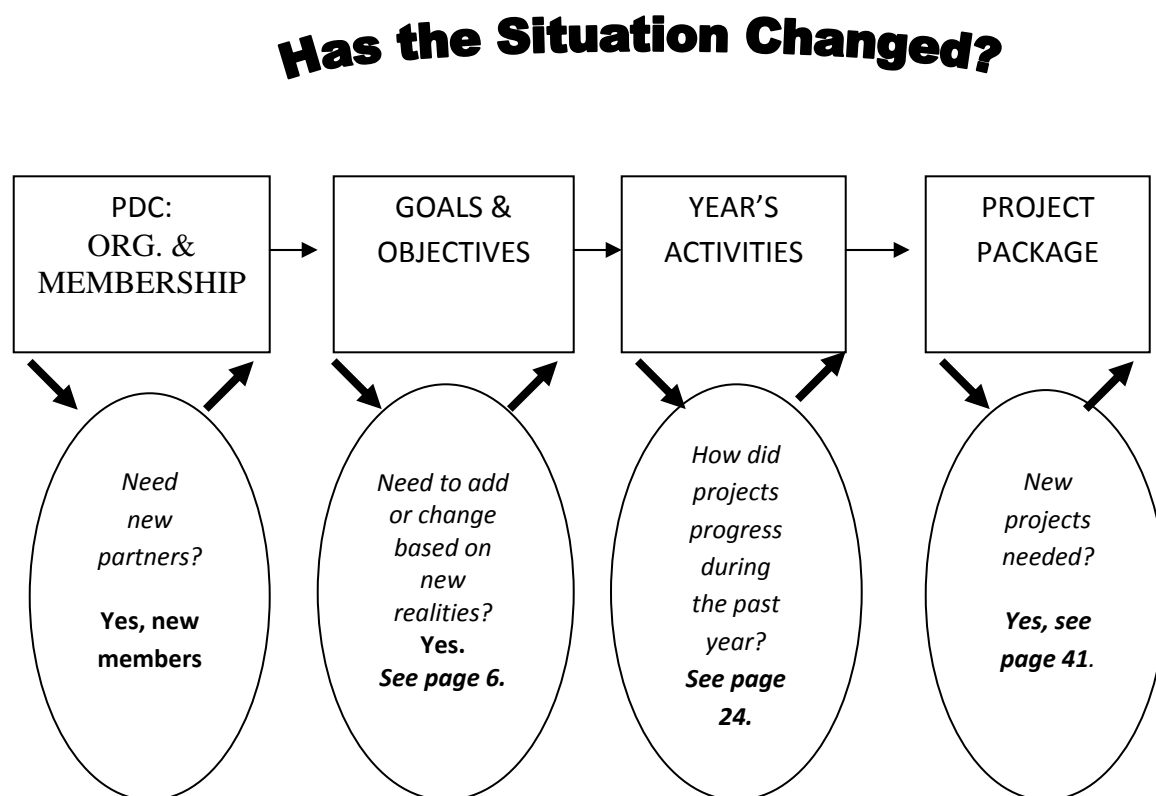 Has the Situation Changed?
PDC:
ORG. &
MEMBERSHIP
GOALS &
OBJECTIVES
YEAR’S
ACTIVITIES
PROJECT
PACKAGE
Need
new
partners?
Yes, new
members
Need to add
or change
based on
new
realities?
Yes.
See page 6.
How did
projects
progress
during
the past
year?
See page
24.
New
projects
needed?
Yes, see
page 41.